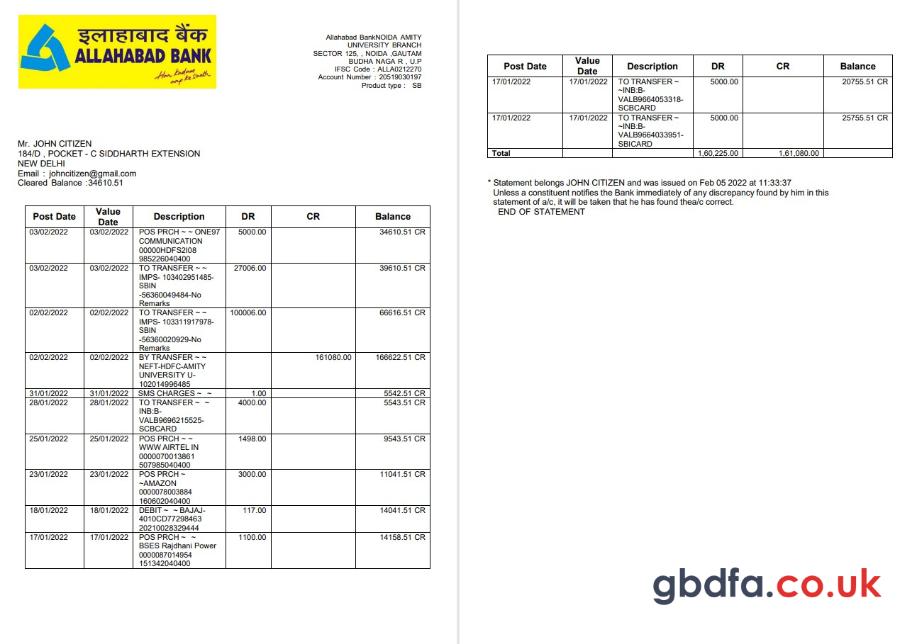 इलाहाबाद बैंक
ALLAHABAD BANK
Allahabad BankNOIDA AMITY
UNIVERSITY BRANCH
SECTOR 125, , NOIDA ,GAUTAM
BUDHA NAGA R , U.P
IFSC Code : ALLA0212270
Account Number : 20519030197
Product type : SB
Mr. JOHN CITIZEN
184/D , POCKET - C SIDDHARTH EXTENSION
NEW DELHI
Email : johncitizen@gmail.com
Cleared Balance :34610.51
Post Date Value Date Description DR CR Balance
03/02/2022 03/02/2022 POS PRCH ~ ~ ONE97 5000.00 34610.51 CR
COMMUNICATION
00000HDFS2I08
985226040400
03/02/2022 03/02/2022 TO TRANSFER ~ ~ 27006.00 39610.51 CR
IMPS- 103402951485-
SBIN
-56360049484-No
Remarks
02/02/2022 02/02/2022 TO TRANSFER ~ ~ 100006.00 66616.51 CR
IMPS- 103311917978-
SBIN
-56360020929-No
Remarks
02/02/2022 02/02/2022 BY TRANSFER ~ ~ 161080.00 166622.51 CR
NEFT-HDFC-AMITY
UNIVERSITY U-
102014996485
31/01/2022 31/01/2022 SMS CHARGES ~ ~ 1.00 5542.51 CR
28/01/2022 28/01/2022 TO TRANSFER ~ ~ 4000.00 5543.51 CR
INB:B-
VALB9696215525-
SCBCARD
25/01/2022 25/01/2022 POS PRCH ~ ~ 1498.00 9543.51 CR
WWW AIRTEL IN
0000070013861
507985040400
23/01/2022 23/01/2022 POS PRCH ~ 3000.00 11041.51 CR
~AMAZON
0000078003884
160602040400
18/01/2022 18/01/2022 DEBIT ~ ~ BAJAJ- 117.00 14041.51 CR
4010CD77298463
20210028329444
17/01/2022 17/01/2022 POS PRCH ~ ~ 1100.00 14158.51 CR
BSES Rajdhani Power
0000087014954
151342040400
Post Date Value Date Description DR CR Balance
17/01/2022 17/01/2022 TO TRANSFER ~ 5000.00 20755.51 CR
~INB:B-
VALB9664053318-
SCBCARD
17/01/2022 17/01/2022 TO TRANSFER ~ 5000.00 25755.51 CR
~INB:B-
VALB9664033951-
SBICARD
Total 1,60,225.00 1,61,080.00
* Statement belongs JOHN CITIZEN and was issued on Feb 05 2022 at 11:33:37
Unless a constituent notifies the Bank immediately of any discrepancy found by him in this
statement of a/c, it will be taken that he has found thea/c correct.
END OF STATEMENT
gbdfa.co.uk